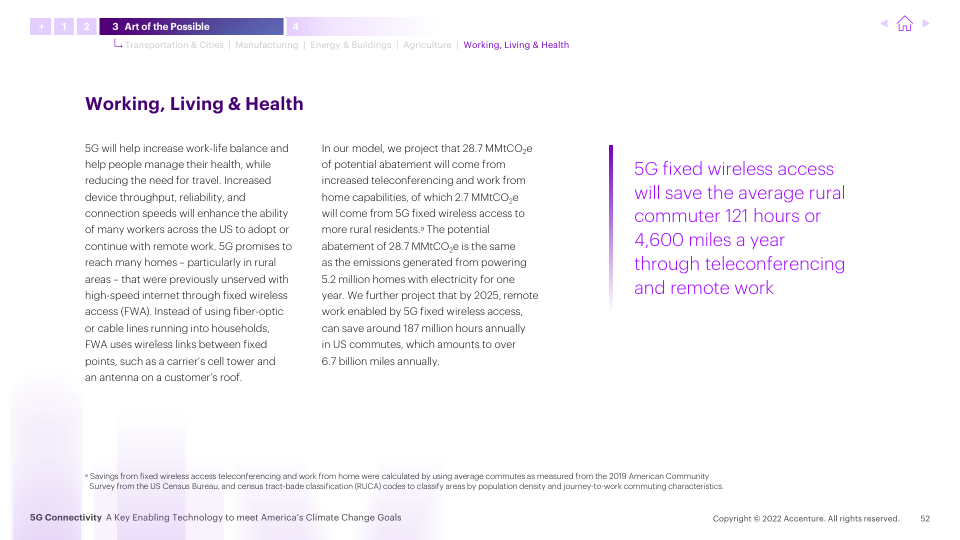 + 1 2 3 Art of the Possible 4
Transportation & Cities | Manufacturing | Energy & Buildings | Agriculture | Working, Living & Health
Working, Living & Health
5G will help increase work-life balance and
help people manage their health, while
reducing the need for travel. Increased
device throughput, reliability, and
connection speeds will enhance the ability
of many workers across the US to adopt or
continue with remote work. 5G promises to
reach many homes – particularly in rural
areas – that were previously unserved with
high-speed internet through fixed wireless
access (FWA). Instead of using fiber-optic
or cable lines running into households,
FWA uses wireless links between fixed
points, such as a carrier's cell tower and
an antenna on a customer's roof.
In our model, we project that 28.7 MMtCO₂e
of potential abatement will come from
increased teleconferencing and work from
home capabilities, of which 2.7 MMtCO₂e
will come from 5G fixed wireless access to
more rural residents.ª The potential
abatement of 28.7 MMtCO₂e is the same
as the emissions generated from powering
5.2 million homes with electricity for one
year. We further project that by 2025, remote
work enabled by 5G fixed wireless access,
can save around 187 million hours annually
in US commutes, which amounts to over
6.7 billion miles annually.
5G fixed wireless access
will save the average rural
commuter 121 hours or
4,600 miles a year
through teleconferencing
and remote work
ª Savings from fixed wireless access teleconferencing and work from home were calculated by using average commutes as measured from the 2019 American Community
Survey from the US Census Bureau, and census tract-bade classification (RUCA) codes to classify areas by population density and journey-to-work commuting characteristics.
5G Connectivity A Key Enabling Technology to meet America's Climate Change Goals
Copyright © 2022 Accenture. All rights reserved. 52